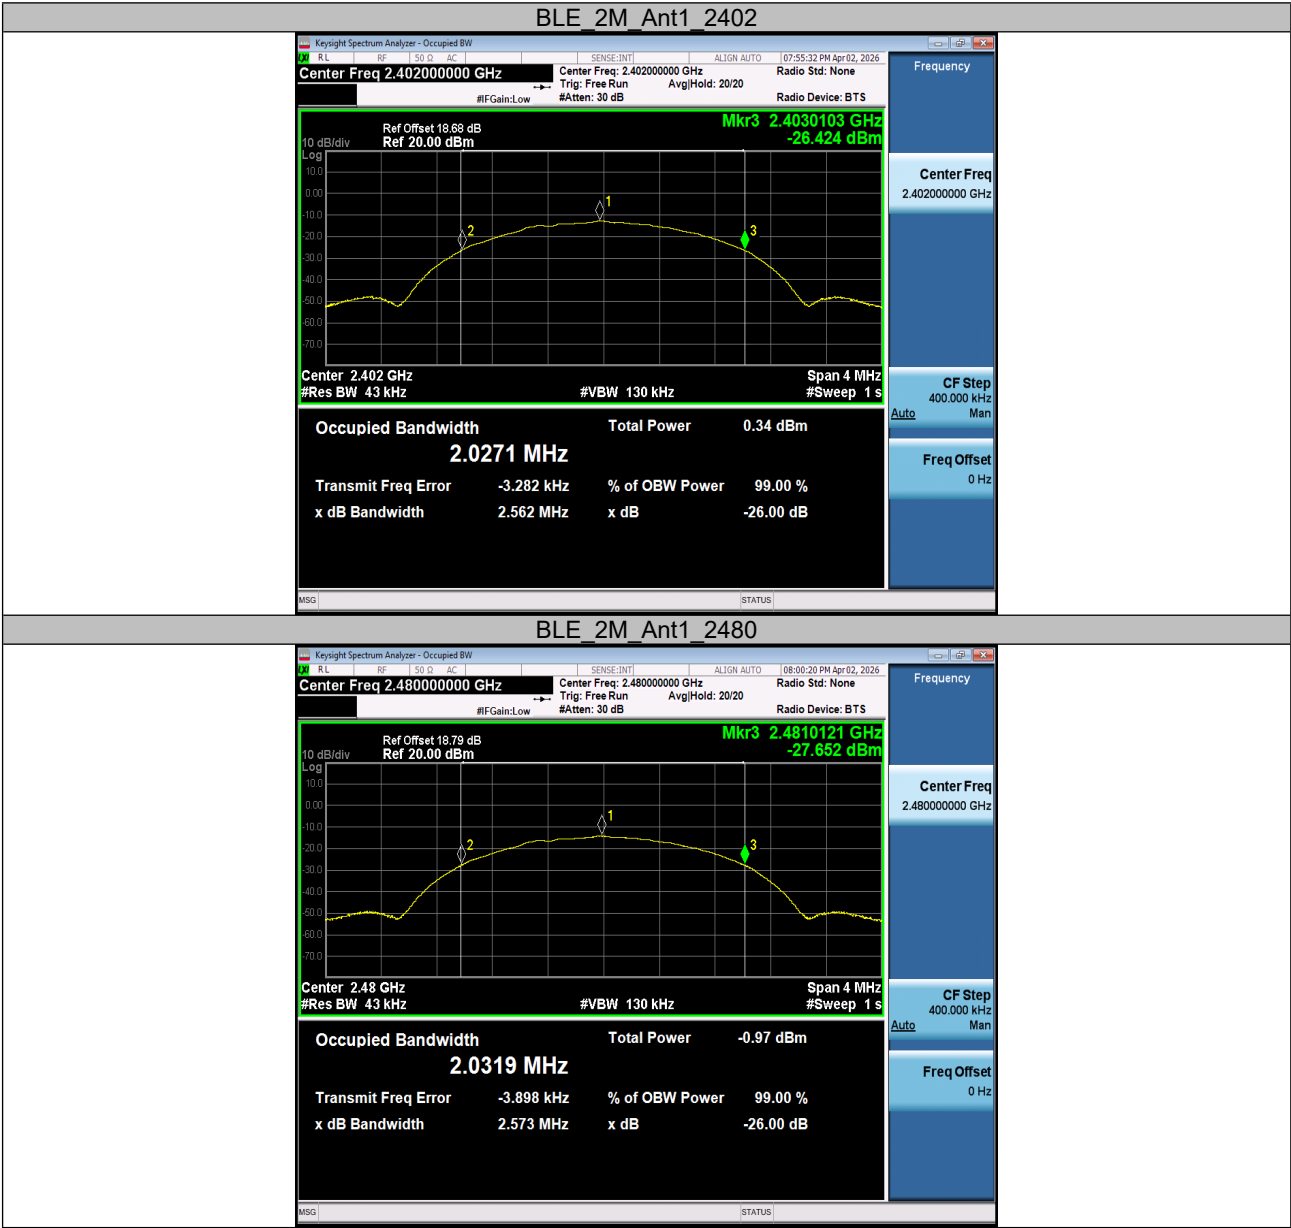 BLE_2M_Ant1_2402
Keysight Spectrum Analyzer - Occupied BW
RL RF 50 Ω AC SENSE:INT ALIGN AUTO 07:55:32 PM Apr 02, 2026
Center Freq 2.402000000 GHz
Center Freq: 2.402000000 GHz
Radio Std: None
Trig: Free Run Avg|Hold: 20/20
#IFGain:Low
#Atten: 30 dB
Radio Device: BTS
Mkr3 2.4030103 GHz
-26.424 dBm
Ref Offset 18.68 dB
10 dB/div Ref 20.00 dBm
Log
10.0
0.00
-10.0
-20.0
-30.0
-40.0
-50.0
-60.0
-70.0
1
2
3
Center 2.402 GHz Span 4 MHz
#Res BW 43 kHz #VBW 130 kHz #Sweep 1 s
Occupied Bandwidth Total Power 0.34 dBm
2.0271 MHz
Transmit Freq Error -3.282 kHz % of OBW Power 99.00 %
x dB Bandwidth 2.562 MHz x dB -26.00 dB
MSG STATUS
Frequency
Center Freq
2.402000000 GHz
CF Step
400.000 kHz
Auto Man
Freq Offset
0 Hz
BLE_2M_Ant1_2480
Keysight Spectrum Analyzer - Occupied BW
RL RF 50 Ω AC SENSE:INT ALIGN AUTO 08:00:20 PM Apr 02, 2026
Center Freq 2.480000000 GHz
Center Freq: 2.480000000 GHz
Radio Std: None
Trig: Free Run Avg|Hold: 20/20
#IFGain:Low
#Atten: 30 dB
Radio Device: BTS
Mkr3 2.4810121 GHz
-27.652 dBm
Ref Offset 18.79 dB
10 dB/div Ref 20.00 dBm
Log
10.0
0.00
-10.0
-20.0
-30.0
-40.0
-50.0
-60.0
-70.0
1
2
3
Center 2.48 GHz Span 4 MHz
#Res BW 43 kHz #VBW 130 kHz #Sweep 1 s
Occupied Bandwidth Total Power -0.97 dBm
2.0319 MHz
Transmit Freq Error -3.898 kHz % of OBW Power 99.00 %
x dB Bandwidth 2.573 MHz x dB -26.00 dB
MSG STATUS
Frequency
Center Freq
2.480000000 GHz
CF Step
400.000 kHz
Auto Man
Freq Offset
0 Hz